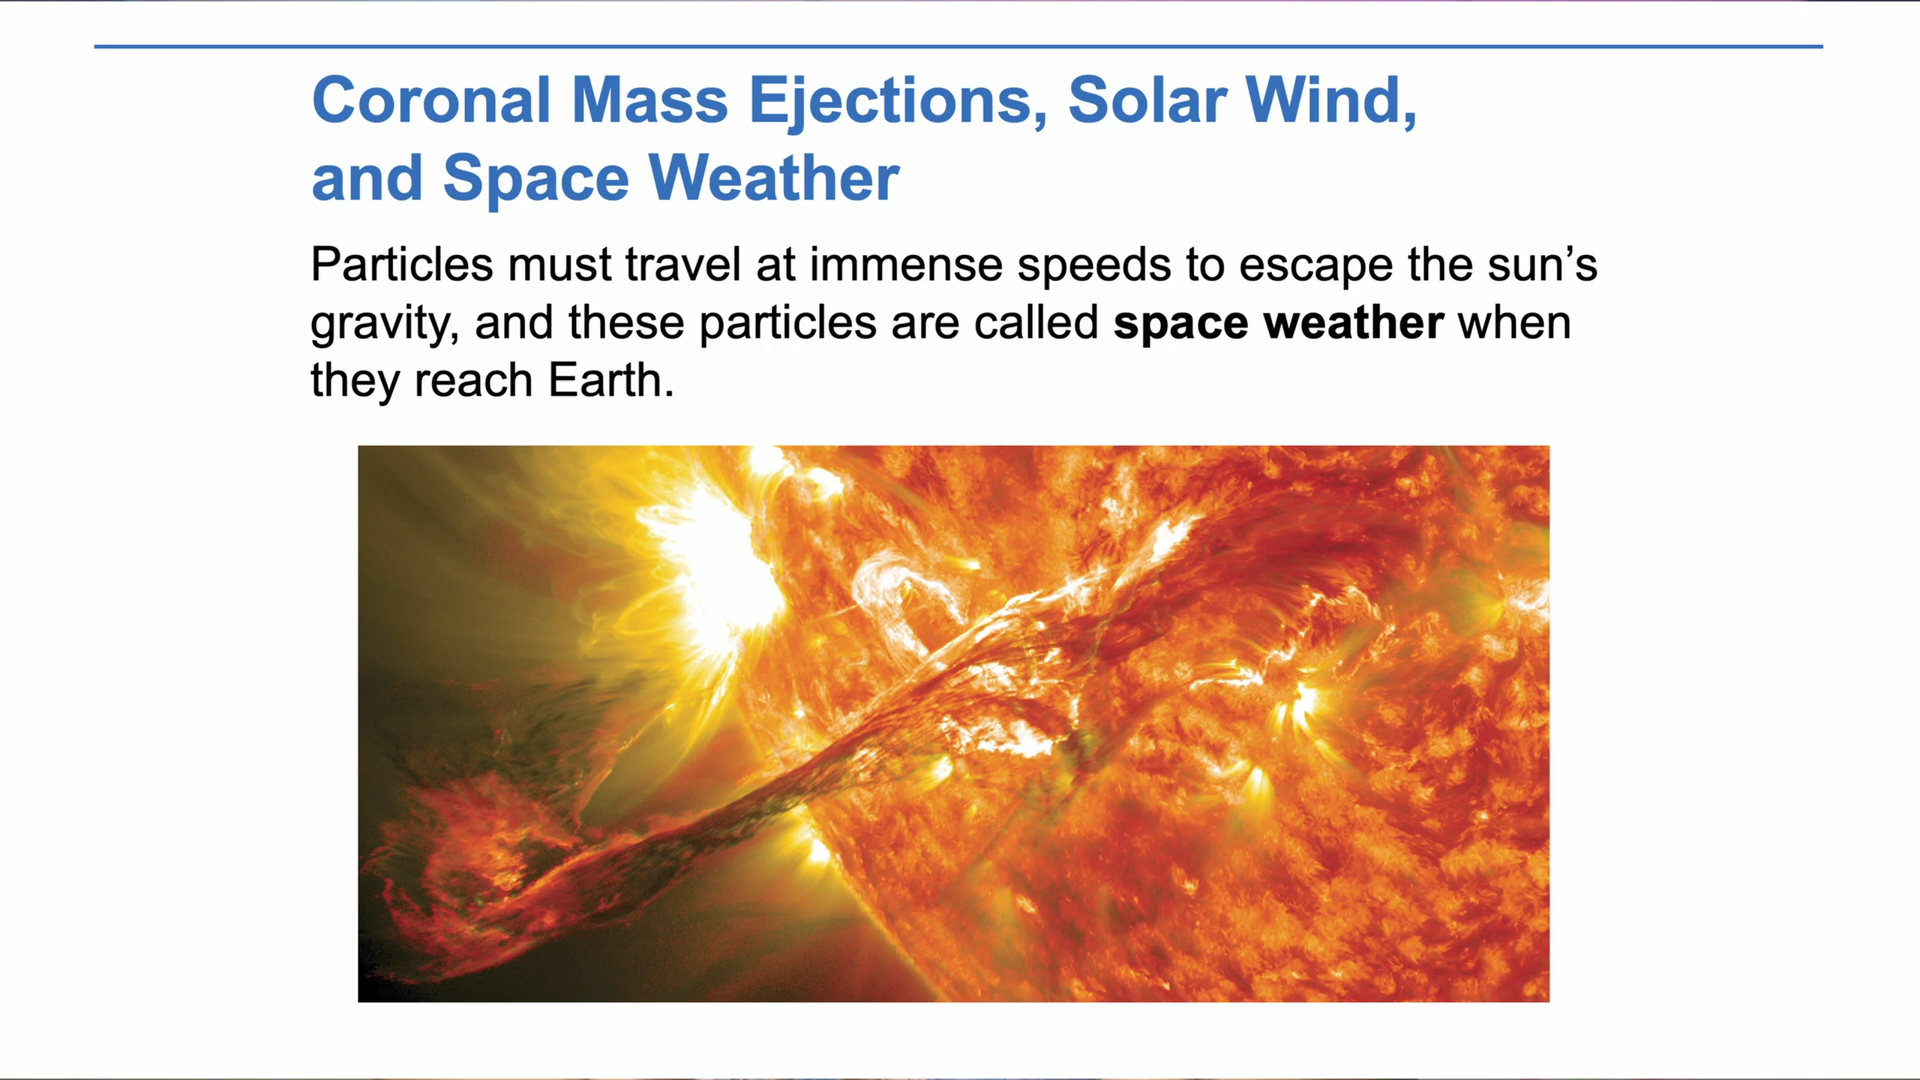 Coronal Mass Ejections, Solar Wind,
and Space Weather
Particles must travel at immense speeds to escape the sun’s
gravity, and these particles are called space weather when
they reach Earth.